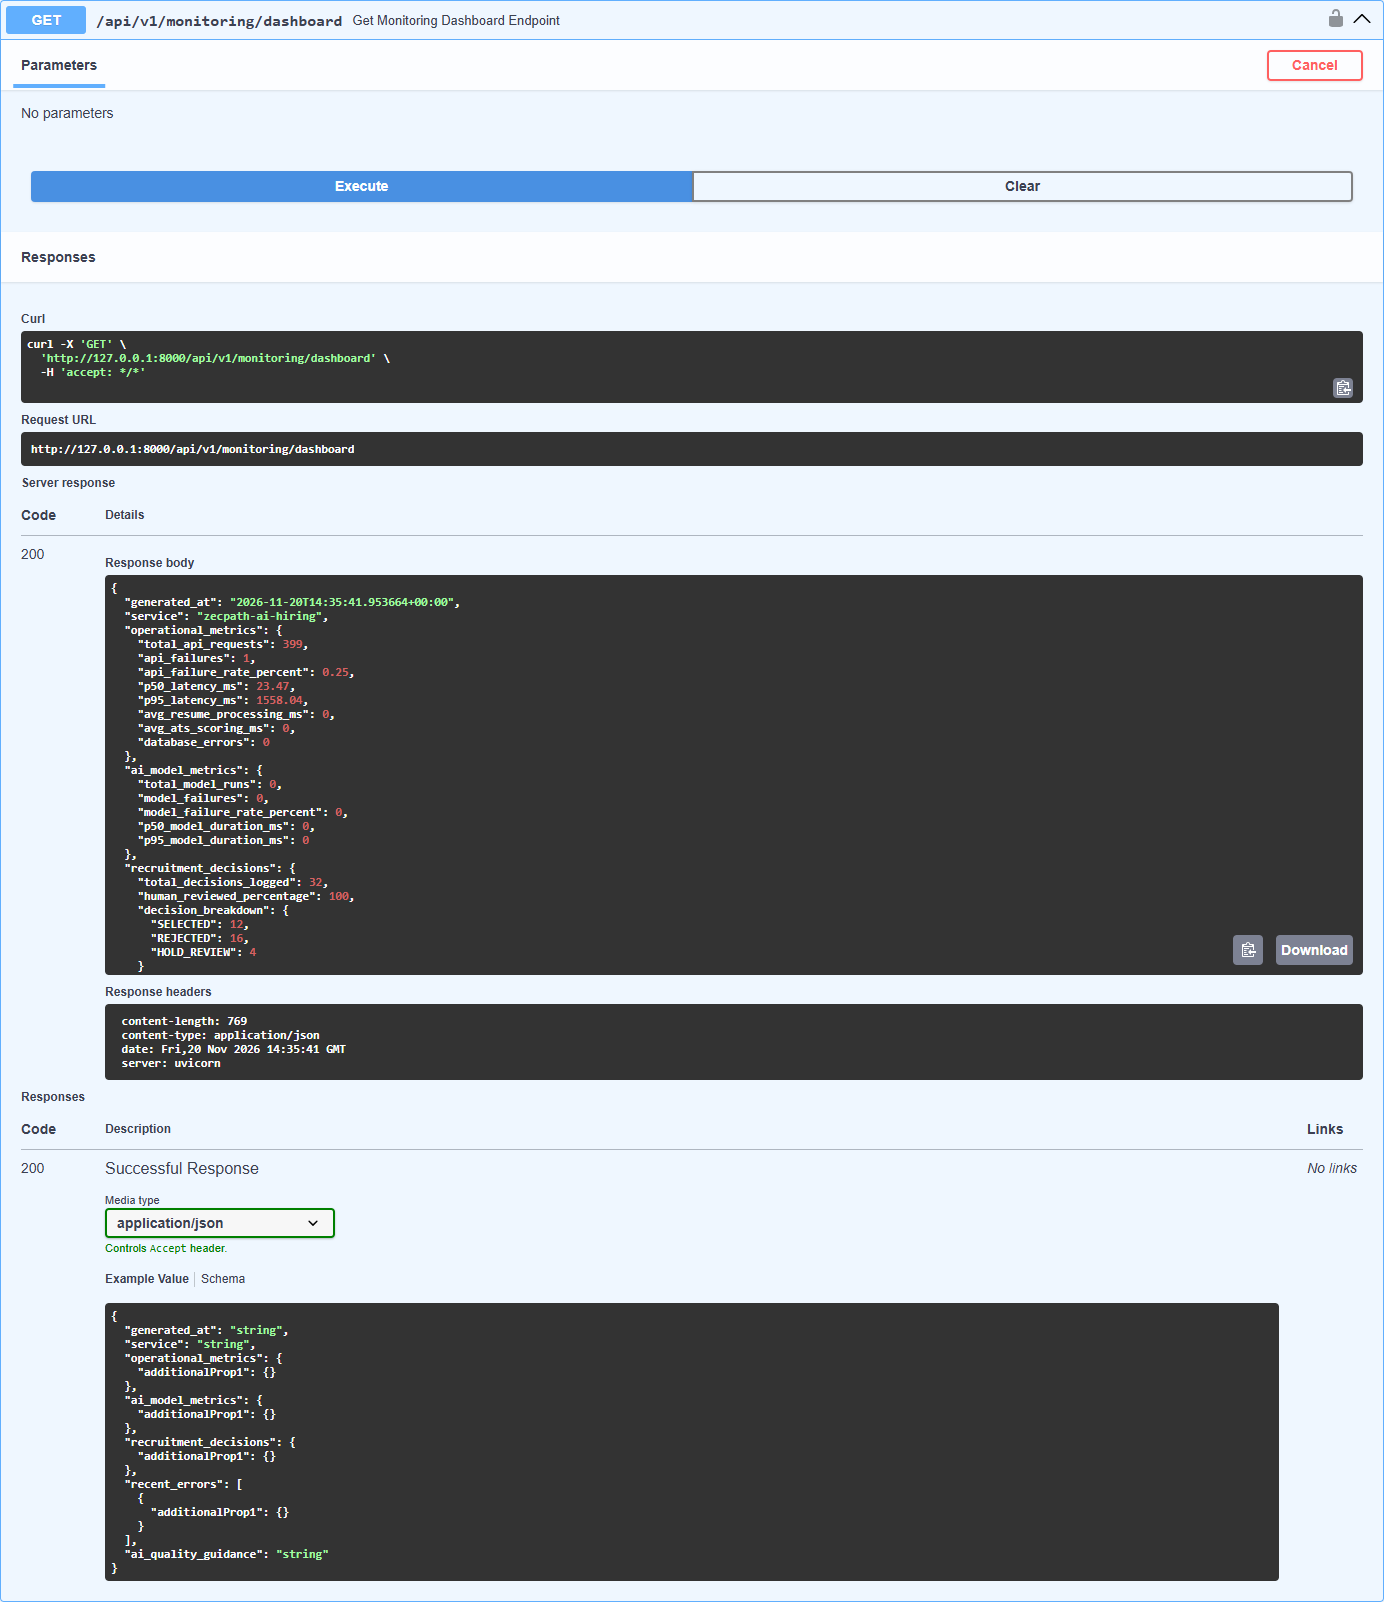 GET /api/v1/monitoring/dashboard Get Monitoring Dashboard Endpoint
Parameters
Cancel
No parameters
Execute
Clear
Responses
Curl
curl -X 'GET' \
  'http://127.0.0.1:8000/api/v1/monitoring/dashboard' \
  -H 'accept: */*'
Request URL
http://127.0.0.1:8000/api/v1/monitoring/dashboard
Server response
Code Details
200
Response body
{
  "generated_at": "2026-11-20T14:35:41.953664+00:00",
  "service": "zecpath-ai-hiring",
  "operational_metrics": {
    "total_api_requests": 399,
    "api_failures": 1,
    "api_failure_rate_percent": 0.25,
    "p50_latency_ms": 23.47,
    "p95_latency_ms": 1558.04,
    "avg_resume_processing_ms": 0,
    "avg_ats_scoring_ms": 0,
    "database_errors": 0
  },
  "ai_model_metrics": {
    "total_model_runs": 0,
    "model_failures": 0,
    "model_failure_rate_percent": 0,
    "p50_model_duration_ms": 0,
    "p95_model_duration_ms": 0
  },
  "recruitment_decisions": {
    "total_decisions_logged": 32,
    "human_reviewed_percentage": 100,
    "decision_breakdown": {
      "SELECTED": 12,
      "REJECTED": 16,
      "HOLD_REVIEW": 4
    }
Download
Response headers
content-length: 769
content-type: application/json
date: Fri,20 Nov 2026 14:35:41 GMT
server: uvicorn
Responses
Code Description Links
200 Successful Response No links
Media type
application/json
Controls Accept header.
Example Value Schema
{
  "generated_at": "string",
  "service": "string",
  "operational_metrics": {
    "additionalProp1": {}
  },
  "ai_model_metrics": {
    "additionalProp1": {}
  },
  "recruitment_decisions": {
    "additionalProp1": {}
  },
  "recent_errors": [
    {
      "additionalProp1": {}
    }
  ],
  "ai_quality_guidance": "string"
}